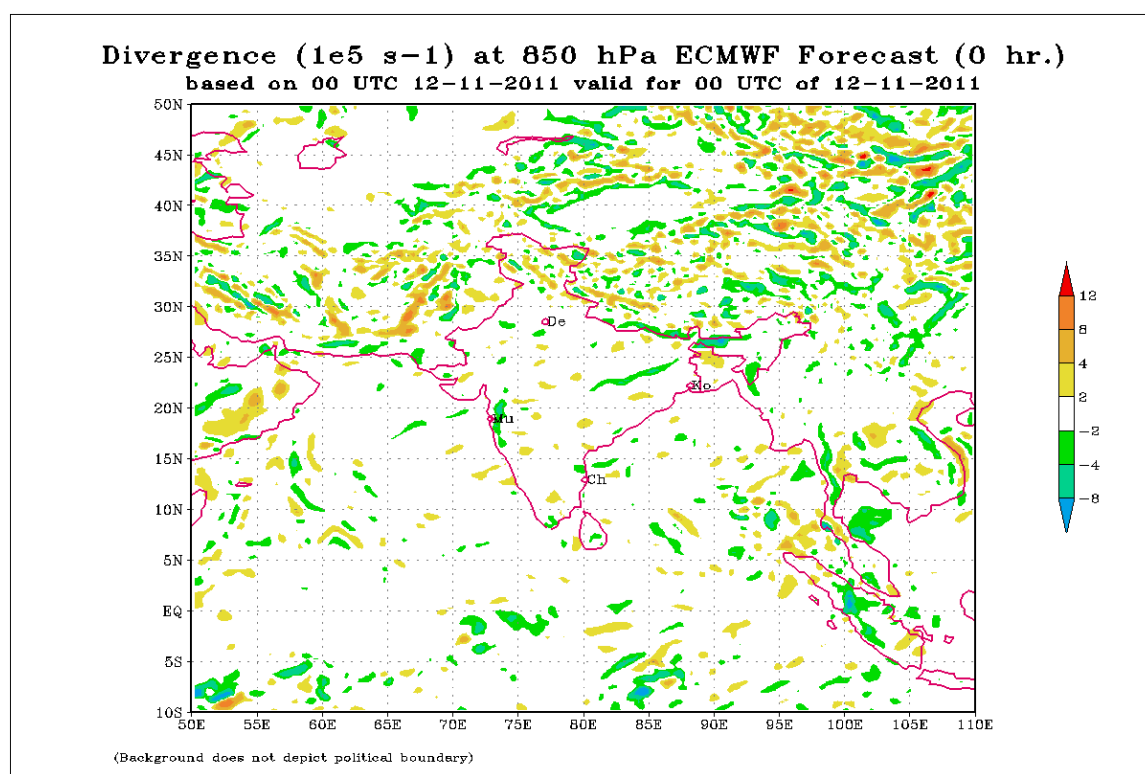 Divergence (1e5 s-1) at 850 hPa ECMWF Forecast (0 hr.)
based on 00 UTC 12-11-2011 valid for 00 UTC of 12-11-2011
50N
45N
40N
35N
30N
25N
20N
15N
10N
5N
EQ
5S
10S
50E 55E 60E 65E 70E 75E 80E 85E 90E 95E 100E 105E 110E
De
Ko
Mu
Ch
12
8
4
2
-2
-4
-8
(Background does not depict political boundary)